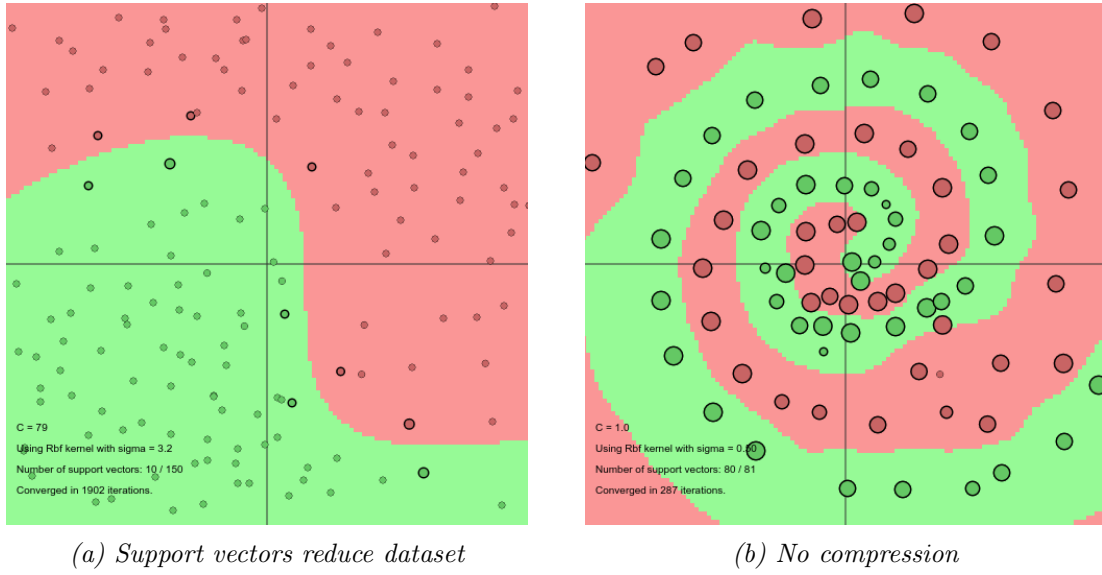 C = 79
Using Rbf kernel with sigma = 3.2
Number of support vectors: 10 / 150
Converged in 1902 iterations.
C = 1.0
Using Rbf kernel with sigma = 0.50
Number of support vectors: 80 / 81
Converged in 287 iterations.
(a) Support vectors reduce dataset
(b) No compression